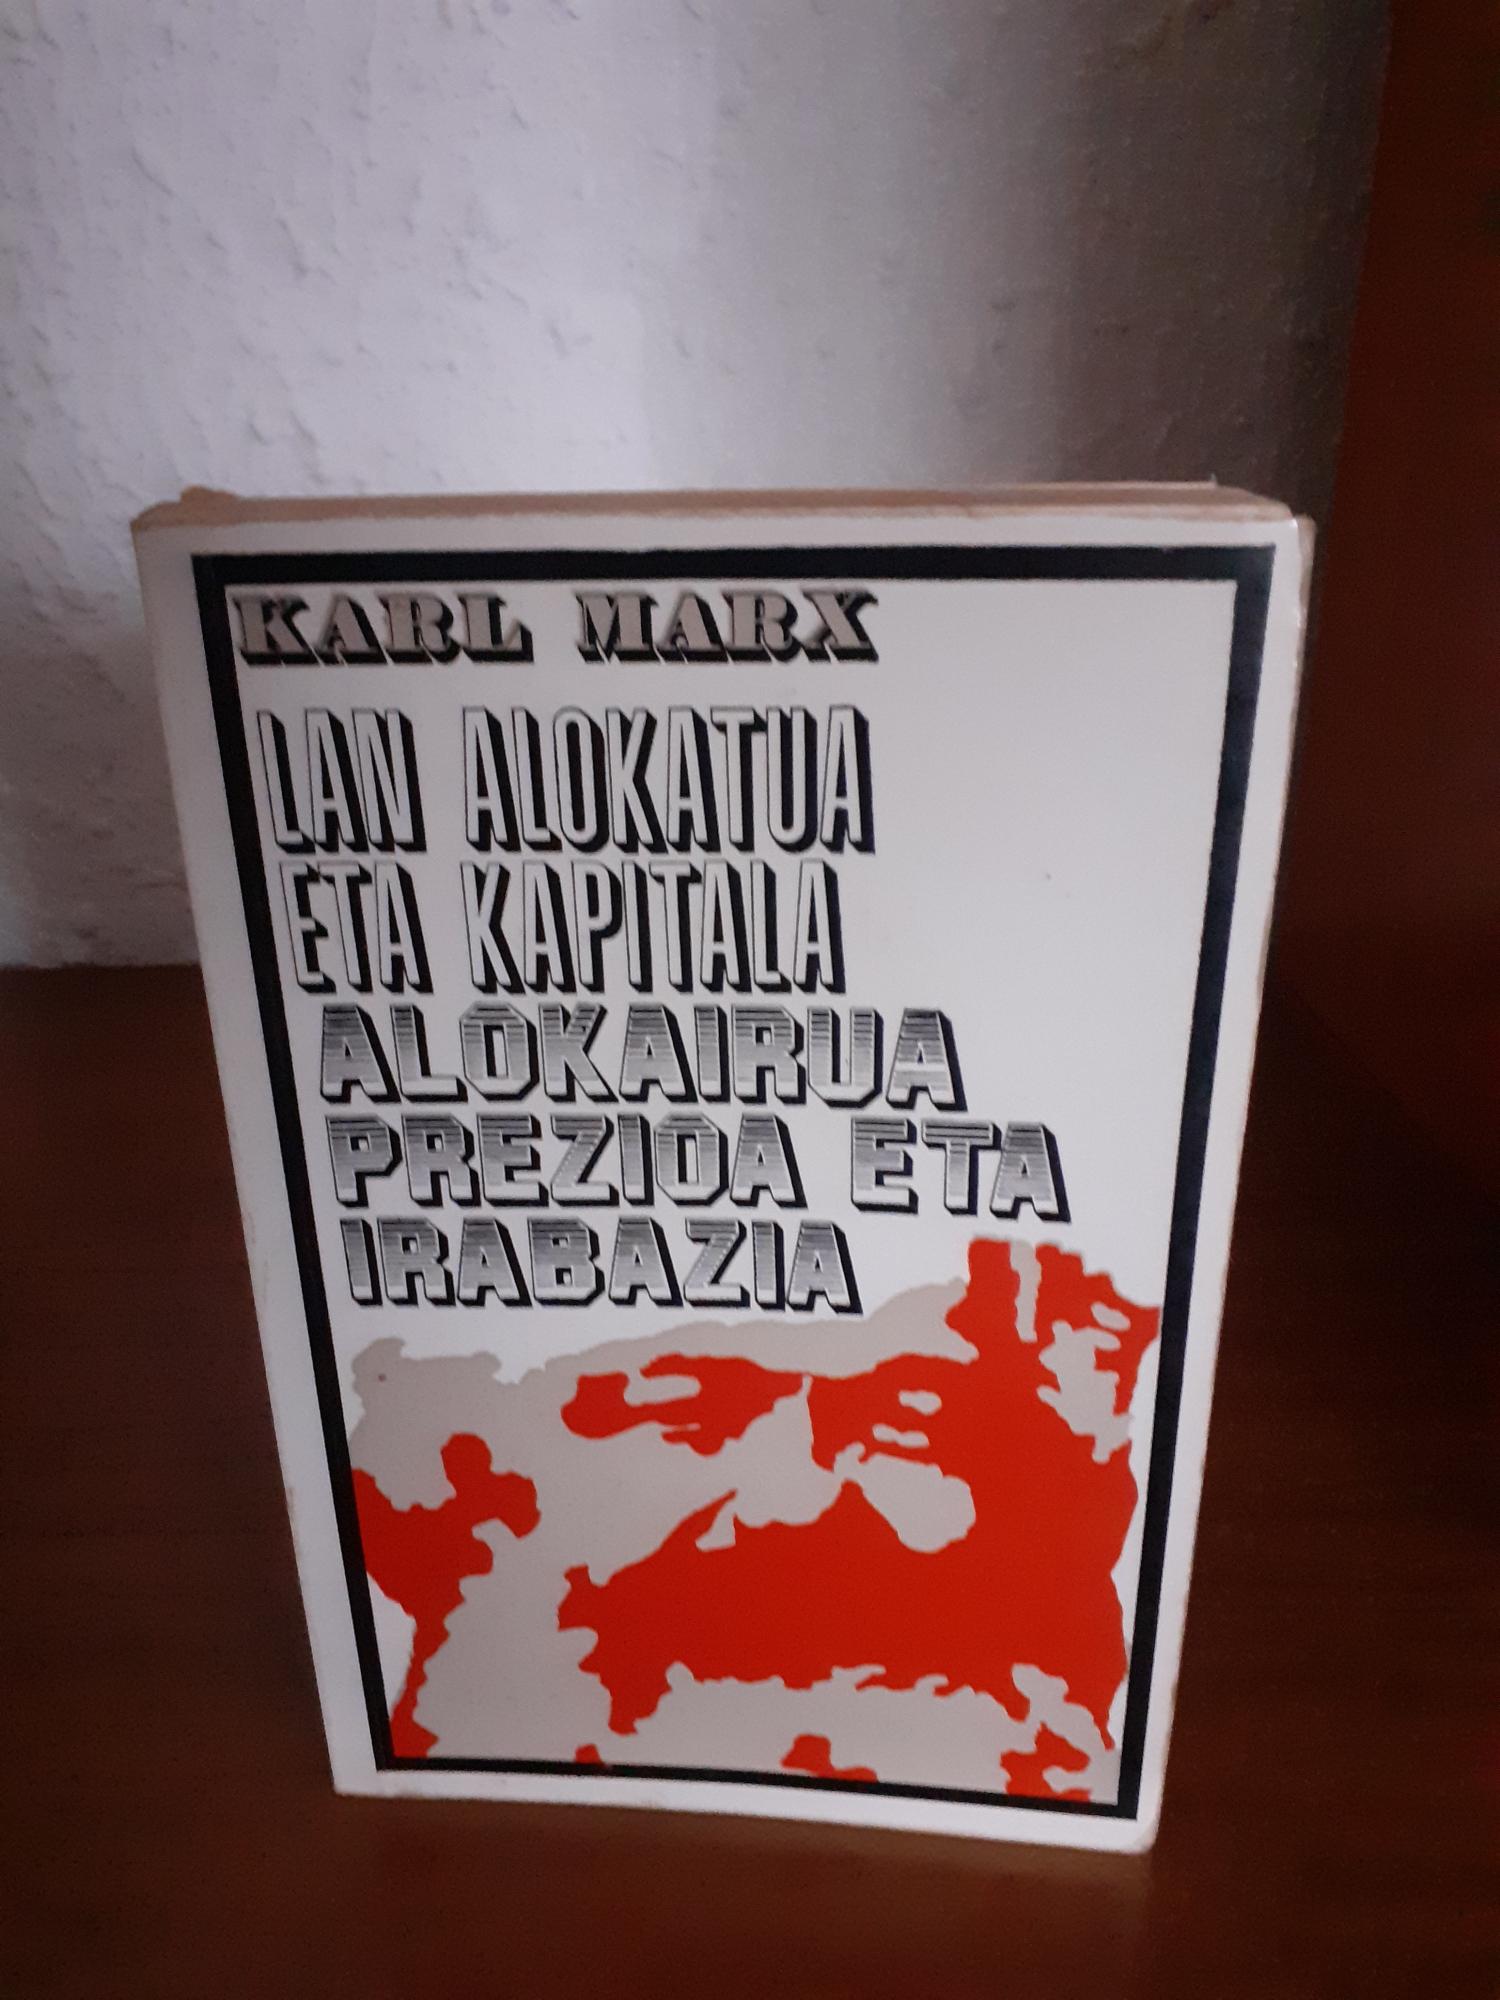 KARL MARX
LAN ALOKATUA
ETA KAPITALA
ALOKAIRUA
PREZIOA ETA
IRABAZIA